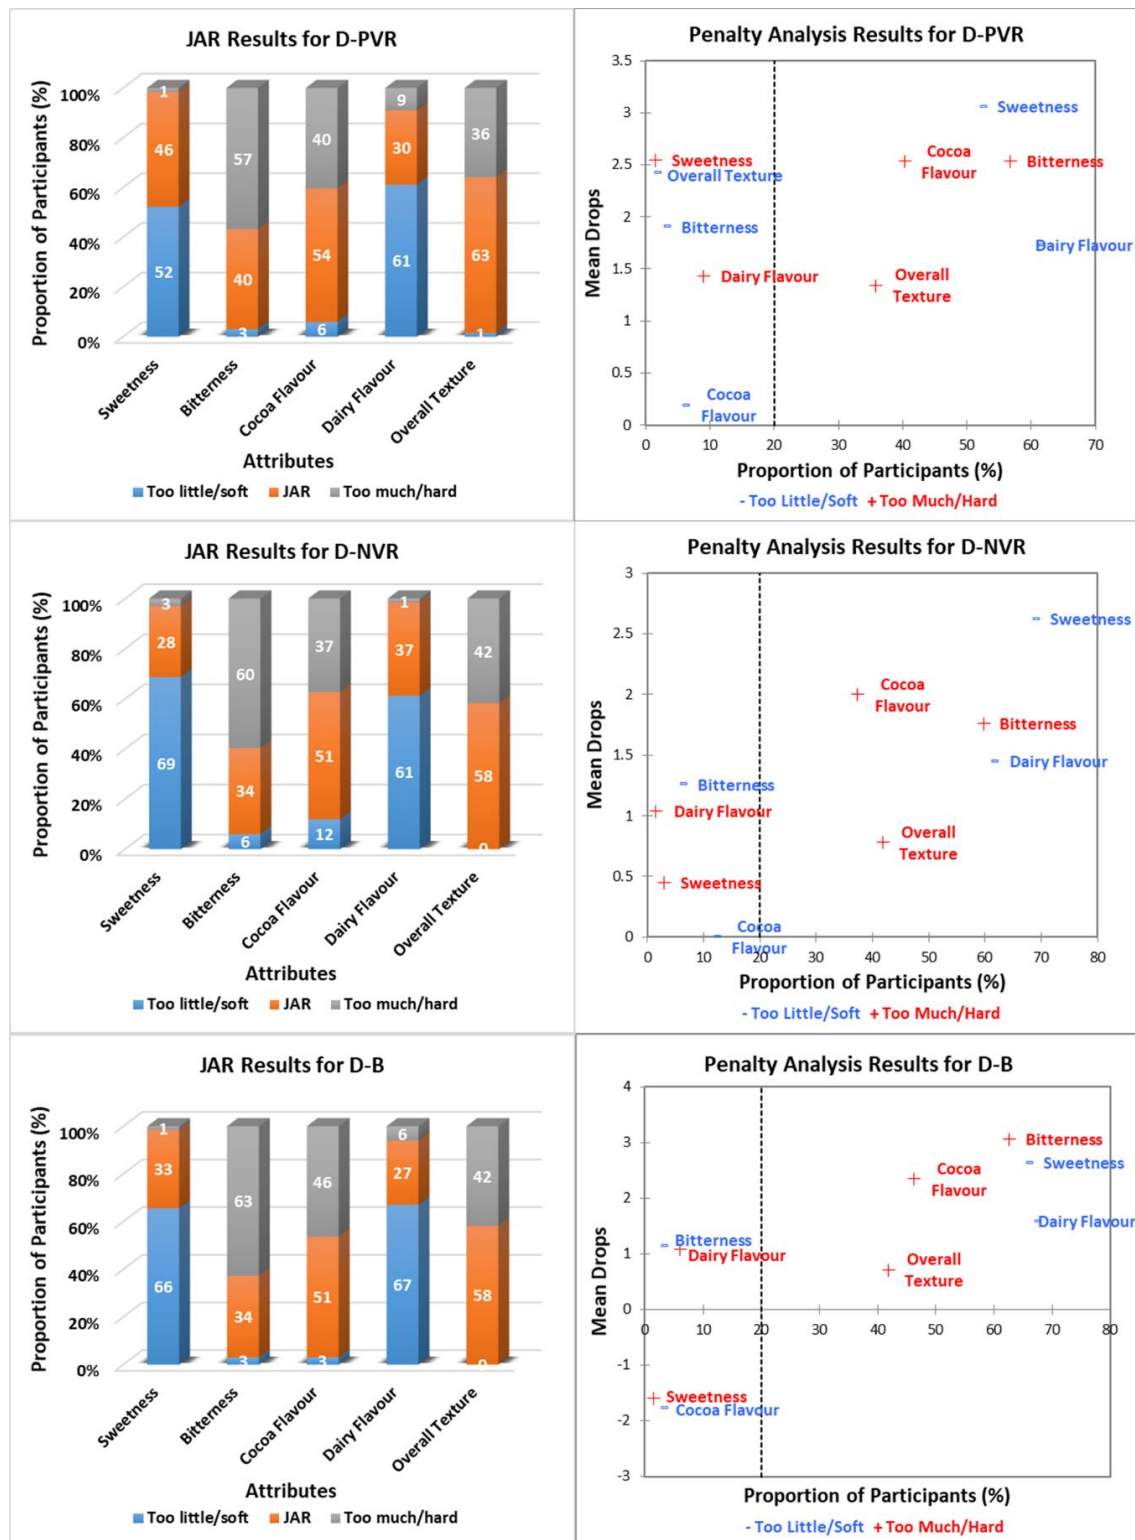 JAR Results for D-PVR
Proportion of Participants (%)
100%
80%
60%
40%
20%
0%
1
46
52
57
40
3
40
54
6
9
30
61
36
63
1
Sweetness
Bitterness
Cocoa Flavour
Dairy Flavour
Overall Texture
Attributes
Too little/soft JAR Too much/hard
Penalty Analysis Results for D-PVR
Mean Drops
3.5
3
2.5
2
1.5
1
0.5
0
Sweetness
Sweetness
Overall Texture
Cocoa
Flavour
Bitterness
Bitterness
Dairy Flavour
Dairy Flavour
Overall
Texture
Cocoa
Flavour
0 10 20 30 40 50 60 70
Proportion of Participants (%)
- Too Little/Soft + Too Much/Hard
JAR Results for D-NVR
Proportion of Participants (%)
100%
80%
60%
40%
20%
0%
3
28
69
60
34
6
37
51
12
1
37
61
42
58
0
Sweetness
Bitterness
Cocoa Flavour
Dairy Flavour
Overall Texture
Attributes
Too little/soft JAR Too much/hard
Penalty Analysis Results for D-NVR
Mean Drops
3
2.5
2
1.5
1
0.5
0
Sweetness
Cocoa
Flavour
Bitterness
Dairy Flavour
Bitterness
Dairy Flavour
Overall
Texture
Sweetness
Cocoa
Flavour
0 10 20 30 40 50 60 70 80
Proportion of Participants (%)
- Too Little/Soft + Too Much/Hard
JAR Results for D-B
Proportion of Participants (%)
100%
80%
60%
40%
20%
0%
1
33
66
63
34
3
46
51
3
6
27
67
42
58
0
Sweetness
Bitterness
Cocoa Flavour
Dairy Flavour
Overall Texture
Attributes
Too little/soft JAR Too much/hard
Penalty Analysis Results for D-B
Mean Drops
4
3
2
1
0
-1
-2
-3
Bitterness
Sweetness
Cocoa
Flavour
Dairy Flavour
Bitterness
Dairy Flavour
Overall
Texture
0 10 20 30 40 50 60 70 80
Sweetness
Cocoa Flavour
Proportion of Participants (%)
- Too Little/Soft + Too Much/Hard